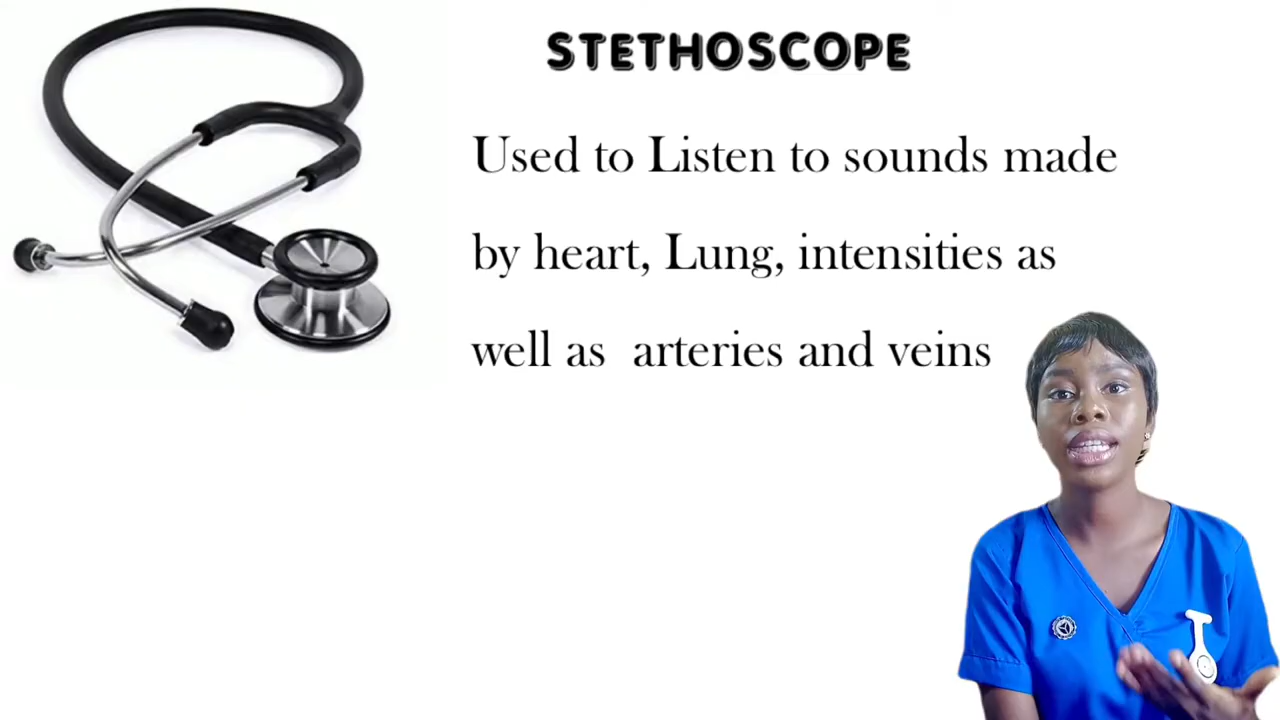 STETHOSCOPE
Used to Listen to sounds made
by heart, Lung, intensities as
well as arteries and veins